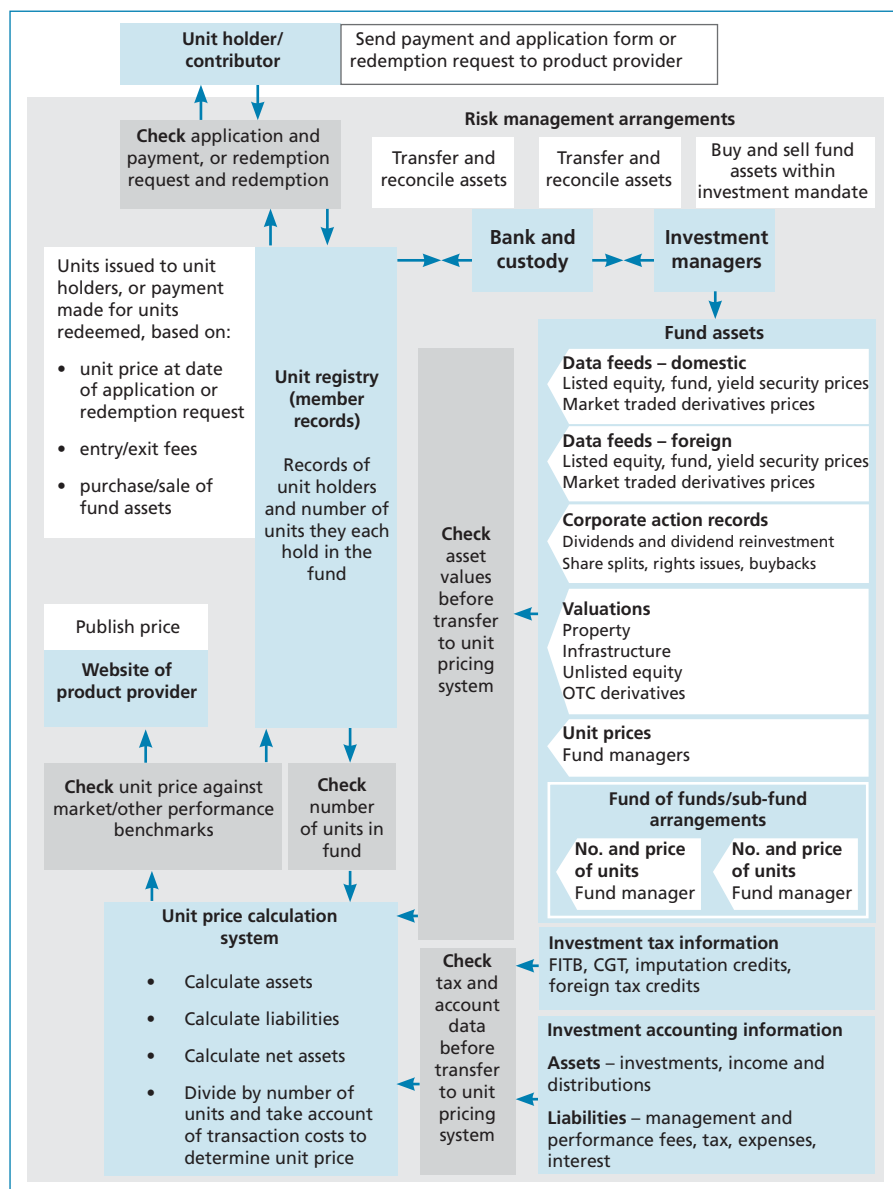 Unit holder/
contributor
Send payment and application form or
redemption request to product provider
Risk management arrangements
Check application and
payment, or redemption
request and redemption
Transfer and
reconcile assets
Transfer and
reconcile assets
Buy and sell fund
assets within
investment mandate
Bank and
custody
Investment
managers
Units issued to unit
holders, or payment
made for units
redeemed, based on:
• unit price at date
of application or
redemption request
• entry/exit fees
• purchase/sale of
fund assets
Unit registry
(member
records)
Records of
unit holders
and number of
units they each
hold in the
fund
Check
asset
values
before
transfer
to unit
pricing
system
Fund assets
Data feeds – domestic
Listed equity, fund, yield security prices
Market traded derivatives prices
Data feeds – foreign
Listed equity, fund, yield security prices
Market traded derivatives prices
Corporate action records
Dividends and dividend reinvestment
Share splits, rights issues, buybacks
Valuations
Property
Infrastructure
Unlisted equity
OTC derivatives
Unit prices
Fund managers
Fund of funds/sub-fund
arrangements
No. and price
of units
Fund manager
No. and price
of units
Fund manager
Publish price
Website of
product provider
Check unit price against
market/other performance
benchmarks
Check
number
of units in
fund
Unit price calculation
system
• Calculate assets
• Calculate liabilities
• Calculate net assets
• Divide by number of
units and take account
of transaction costs to
determine unit price
Check
tax and
account
data
before
transfer
to unit
pricing
system
Investment tax information
FITB, CGT, imputation credits,
foreign tax credits
Investment accounting information
Assets – investments, income and
distributions
Liabilities – management and
performance fees, tax, expenses,
interest